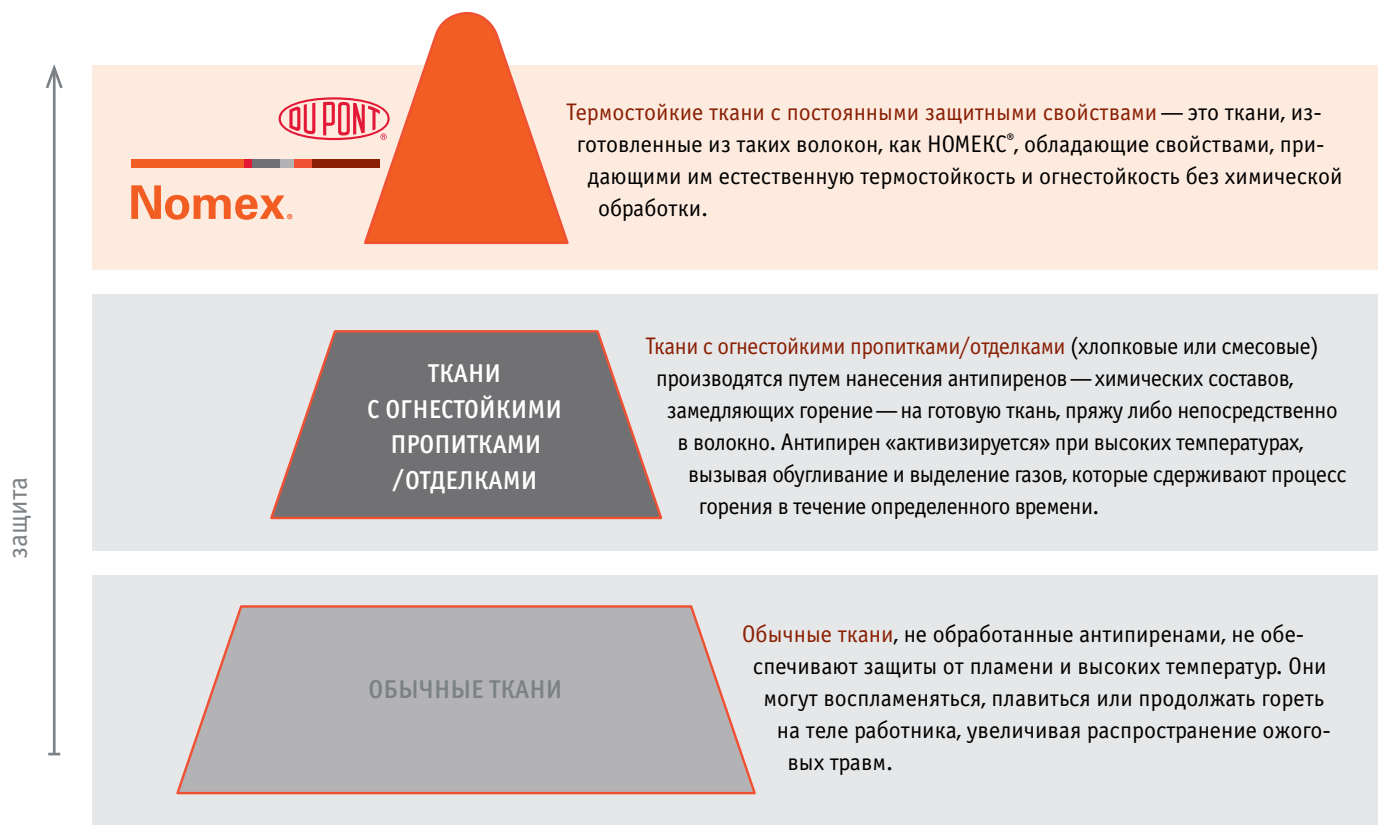 DU PONT®
Nomex®
Термостойкие ткани с постоянными защитными свойствами — это ткани, из-
готовленные из таких волокон, как НОМЕКС®, обладающие свойствами, при-
дающими им естественную термостойкость и огнестойкость без химической
обработки.
ТКАНИ
С ОГНЕСТОЙКИМИ
ПРОПИТКАМИ
/ОТДЕЛКАМИ
Ткани с огнестойкими пропитками/отделками (хлопковые или смесовые)
производятся путем нанесения антипиренов — химических составов,
замедляющих горение — на готовую ткань, пряжу либо непосредственно
в волокно. Антипирен «активизируется» при высоких температурах,
вызывая обугливание и выделение газов, которые сдерживают процесс
горения в течение определенного времени.
защита
ОБЫЧНЫЕ ТКАНИ
Обычные ткани, не обработанные антипиренами, не обе-
спечивают защиты от пламени и высоких температур. Они
могут воспламеняться, плавиться или продолжать гореть
на теле работника, увеличивая распространение ожого-
вых травм.